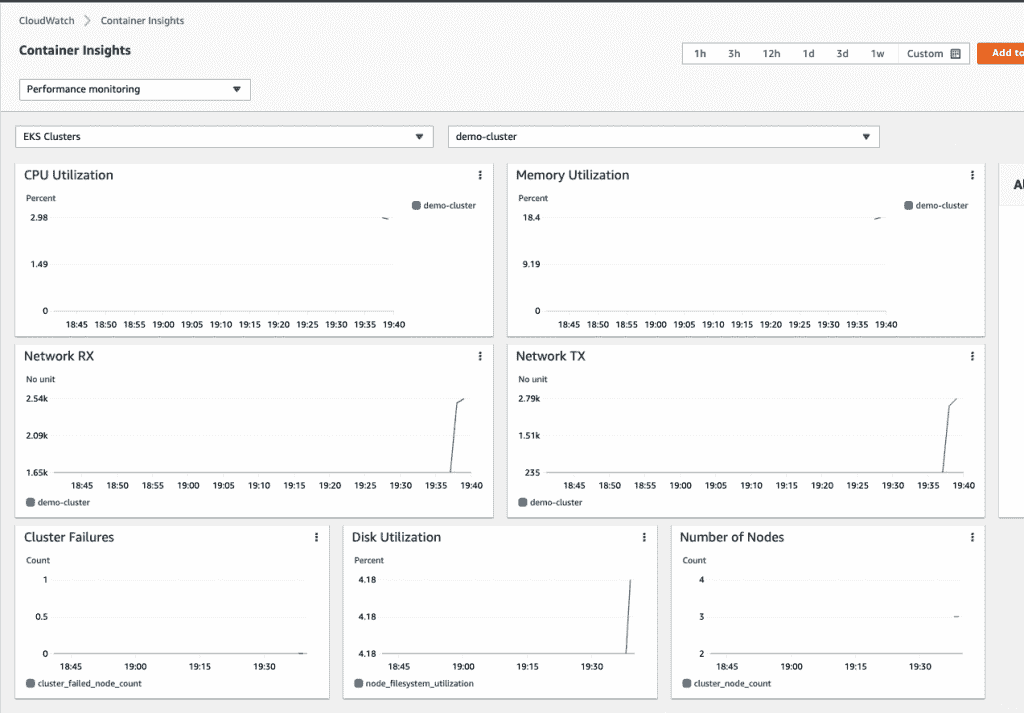 CloudWatch > Container Insights
Container Insights
1h 3h 12h 1d 3d 1w Custom
Add to
Performance monitoring
EKS Clusters
demo-cluster
CPU Utilization
Percent
demo-cluster
2.98
1.49
0
18:45 18:50 18:55 19:00 19:05 19:10 19:15 19:20 19:25 19:30 19:35 19:40
Memory Utilization
Percent
demo-cluster
18.4
9.19
0
18:45 18:50 18:55 19:00 19:05 19:10 19:15 19:20 19:25 19:30 19:35 19:40
Al
Network RX
No unit
2.54k
2.09k
1.65k
18:45 18:50 18:55 19:00 19:05 19:10 19:15 19:20 19:25 19:30 19:35 19:40
demo-cluster
Network TX
No unit
2.79k
1.51k
235
18:45 18:50 18:55 19:00 19:05 19:10 19:15 19:20 19:25 19:30 19:35 19:40
demo-cluster
Cluster Failures
Count
1
0.5
0
18:45 19:00 19:15 19:30
cluster_failed_node_count
Disk Utilization
Percent
4.18
4.18
4.18
18:45 19:00 19:15 19:30
node_filesystem_utilization
Number of Nodes
Count
4
3
2
18:45 19:00 19:15 19:30
cluster_node_count